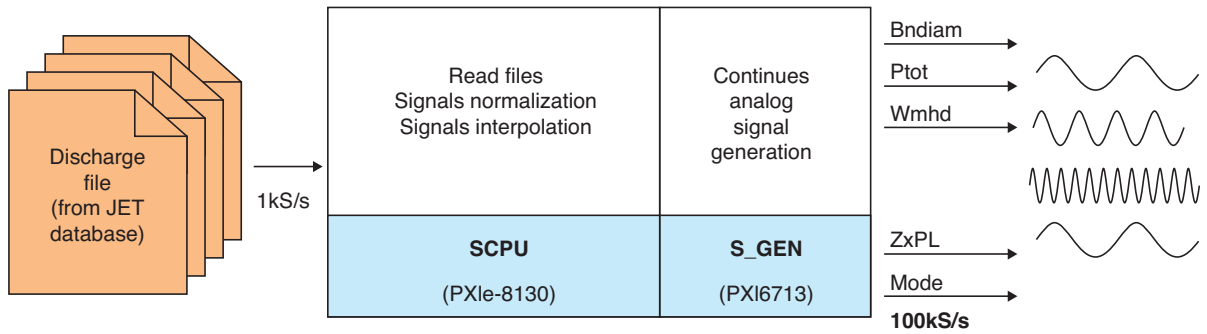 Discharge
file
(from JET
database)
1kS/s
Read files
Signals normalization
Signals interpolation
SCPU
(PXIe-8130)
Continues
analog
signal
generation
S_GEN
(PXI6713)
Bndiam
Ptot
Wmhd
ZxPL
Mode
100kS/s